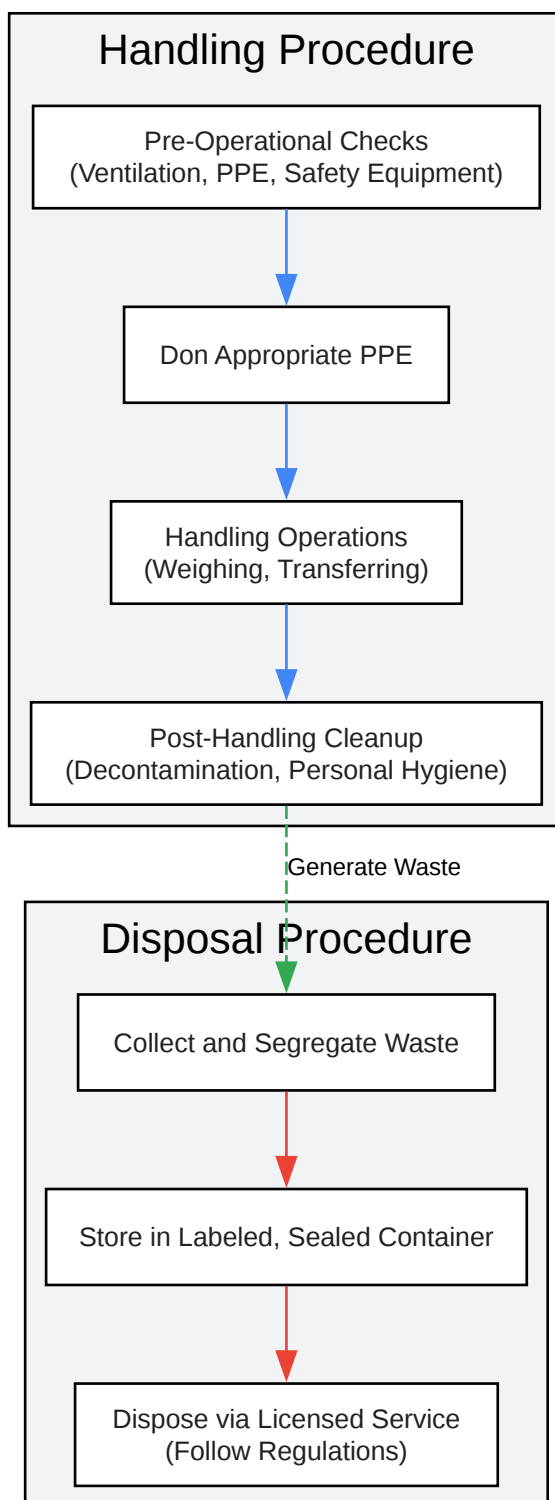 Handling Procedure
Pre-Operational Checks
(Ventilation, PPE, Safety Equipment)
Don Appropriate PPE
Handling Operations
(Weighing, Transferring)
Post-Handling Cleanup
(Decontamination, Personal Hygiene)
Generate Waste
Disposal Procedure
Collect and Segregate Waste
Store in Labeled, Sealed Container
Dispose via Licensed Service
(Follow Regulations)